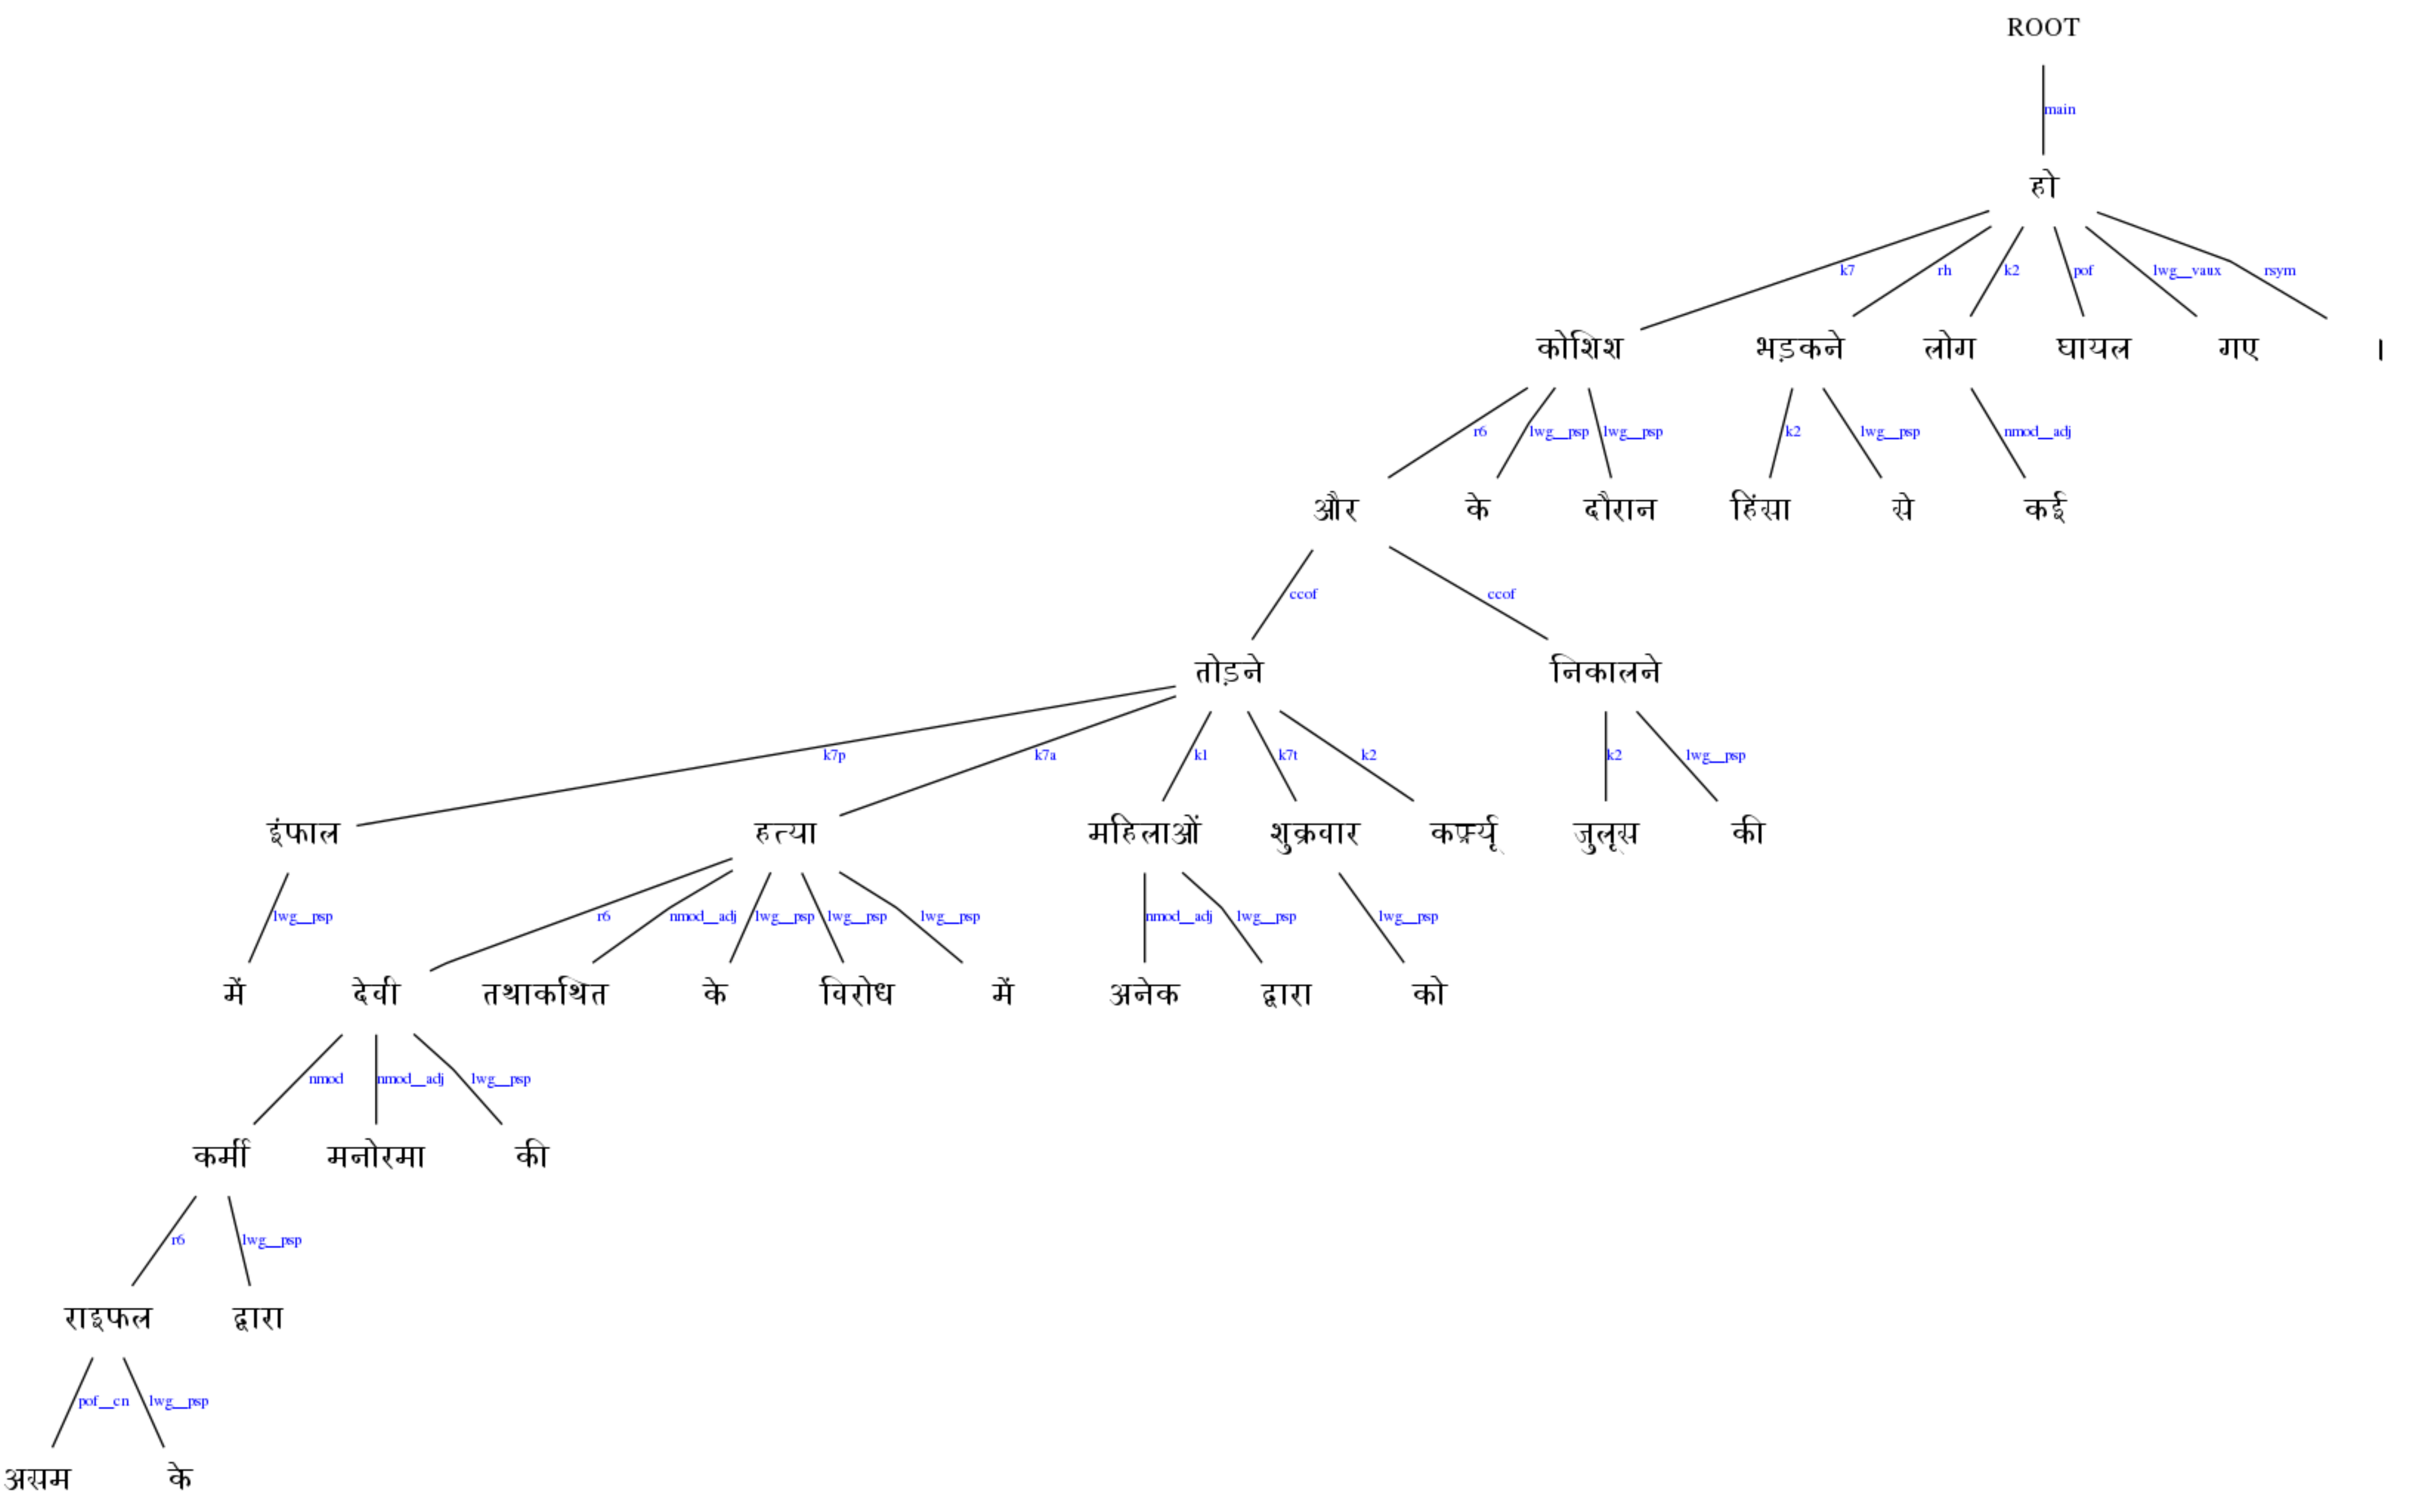 ROOT
main
हो
k7 rh k2 pof lwg__vaux rsym
कोशिश भड़कने लोग घायल गए ।
r6 lwg__psp lwg__psp k2 lwg__psp nmod__adj
और के दौरान हिंसा से कई
ccof ccof
तोड़ने निकालने
k7p k7a k1 k7t k2 k2 lwg__psp
इंफाल हत्या महिलाओं शुक्रवार कर्फ्यू जुलूस की
lwg__psp r6 nmod__adj lwg__psp lwg__psp lwg__psp nmod__adj lwg__psp lwg__psp
में देवी तथाकथित के विरोध में अनेक द्वारा को
nmod nmod__adj lwg__psp
कर्मी मनोरमा की
r6 lwg__psp
राइफल द्वारा
pof__cn lwg__psp
असम के